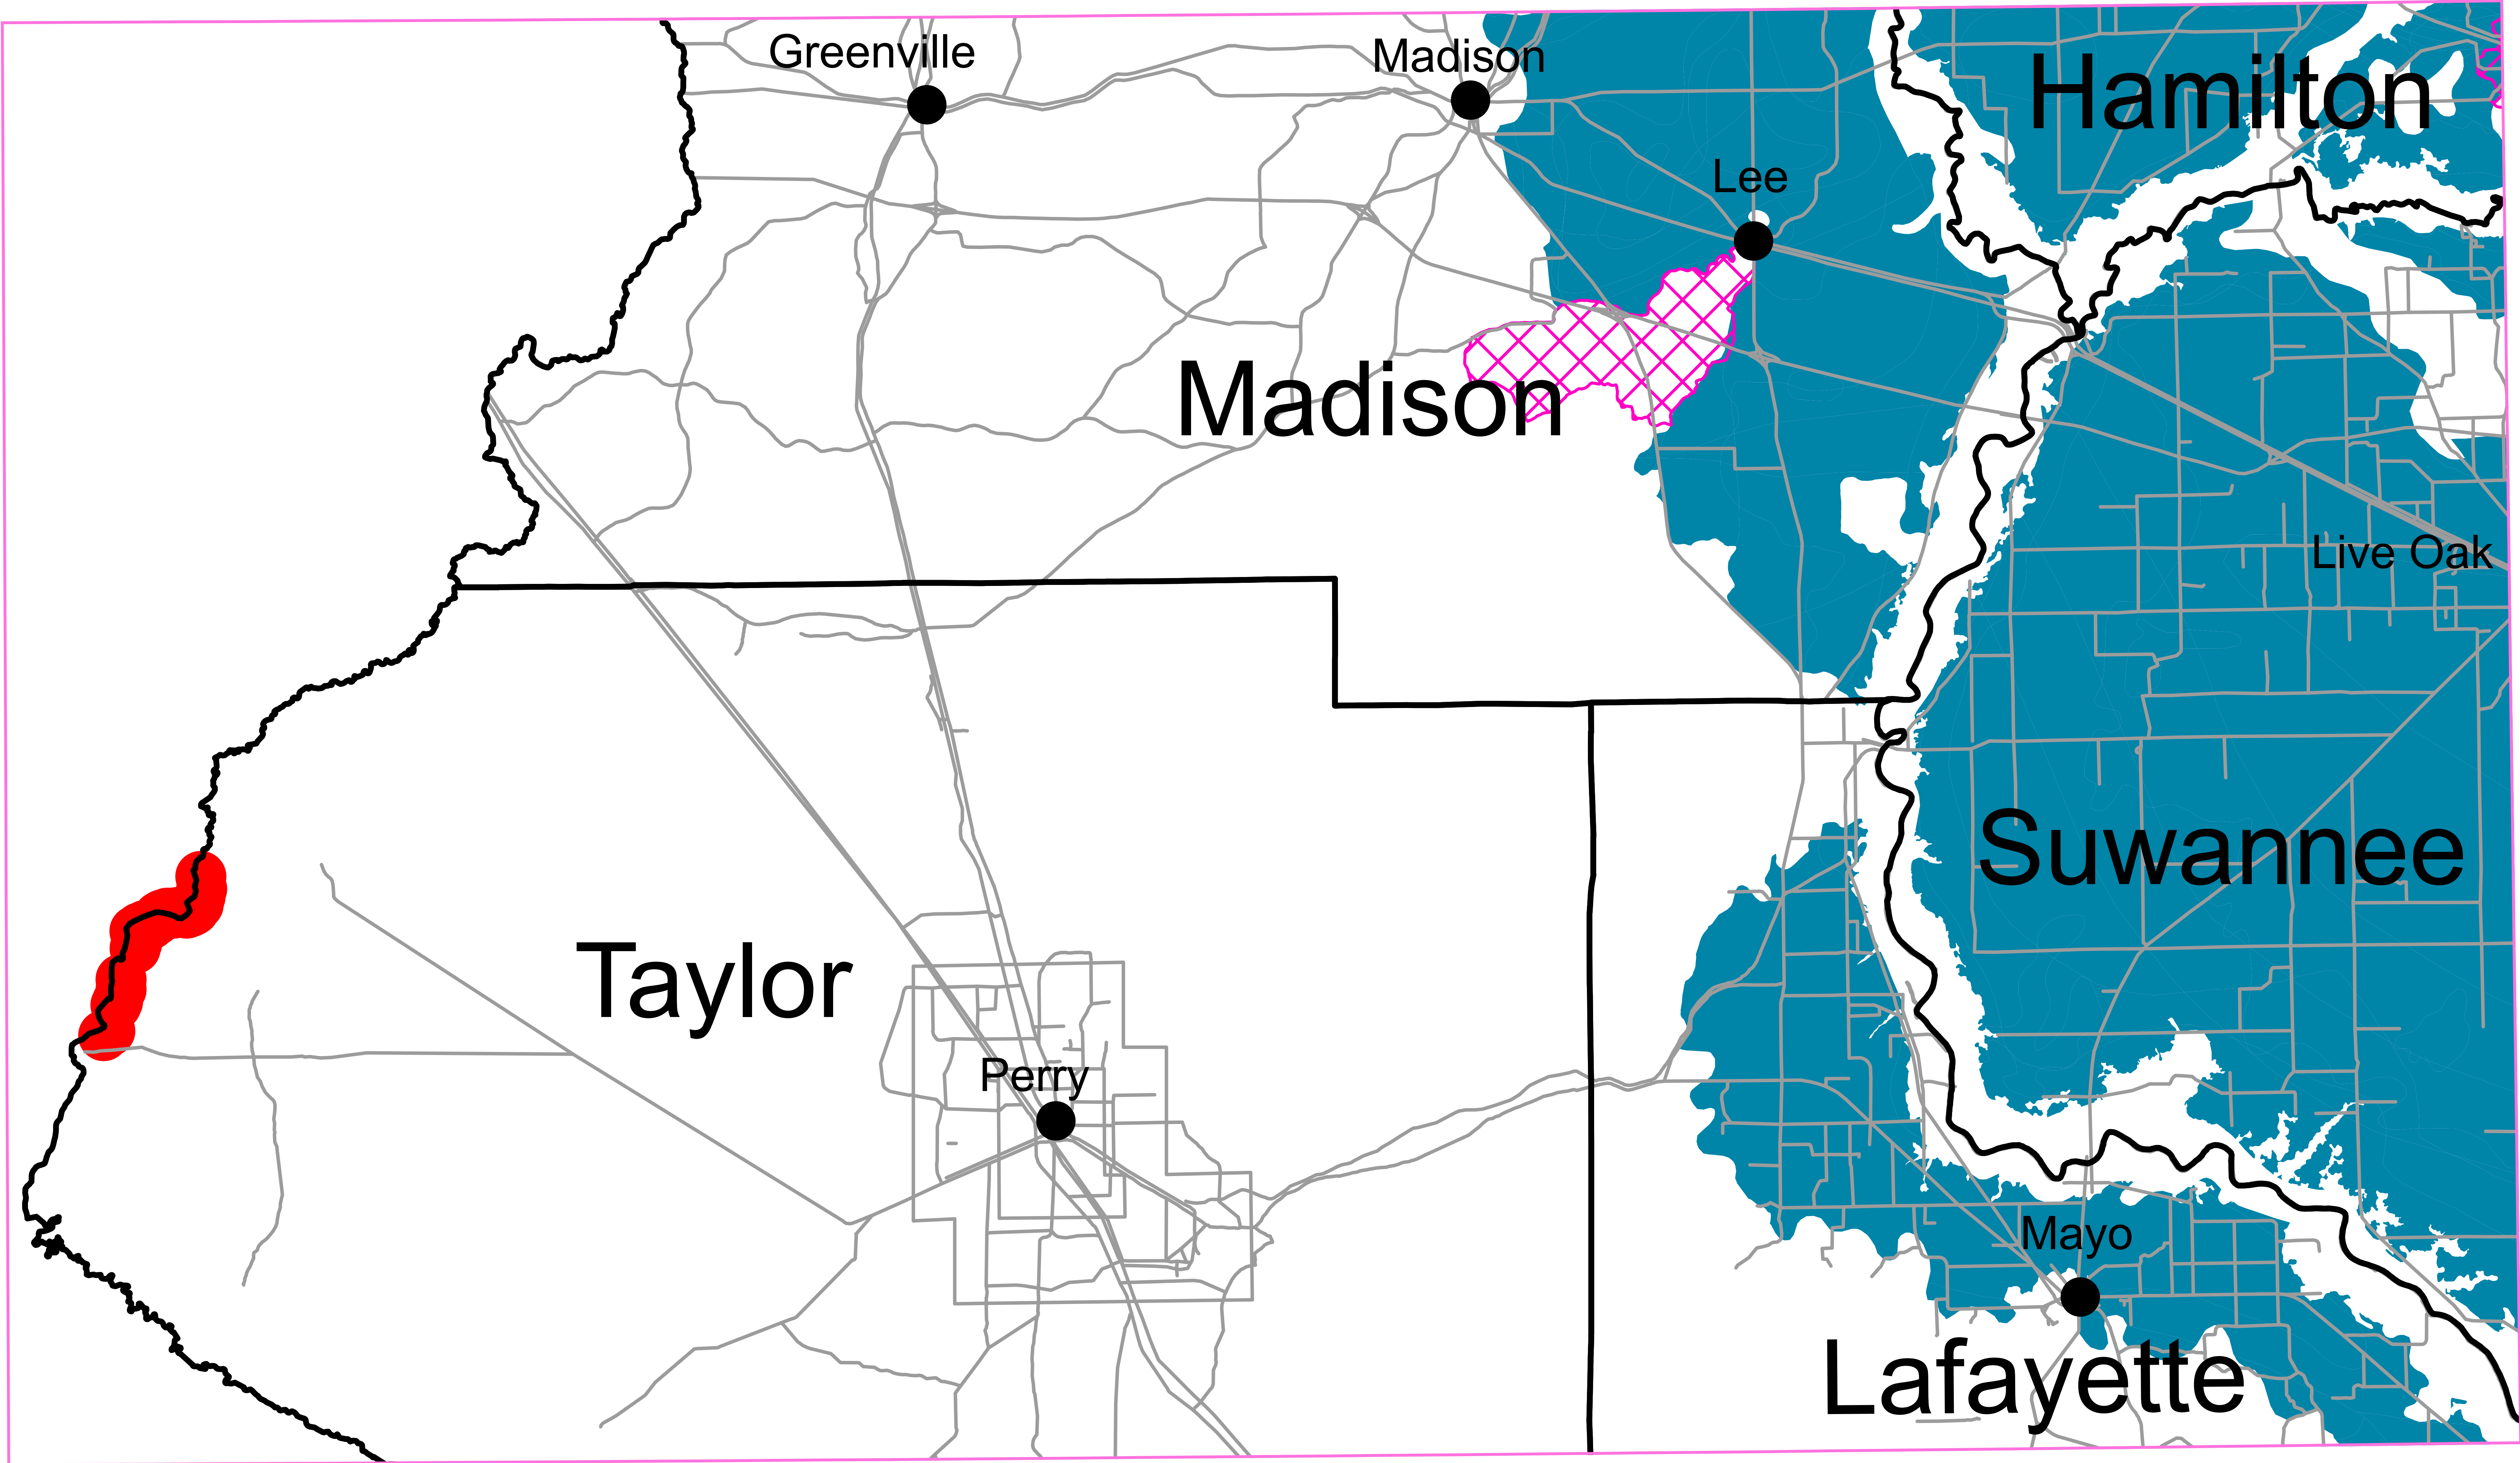 Greenville
Madison
Hamilton
Lee
Madison
Live Oak
Suwannee
Taylor
Perry
Mayo
Lafayette